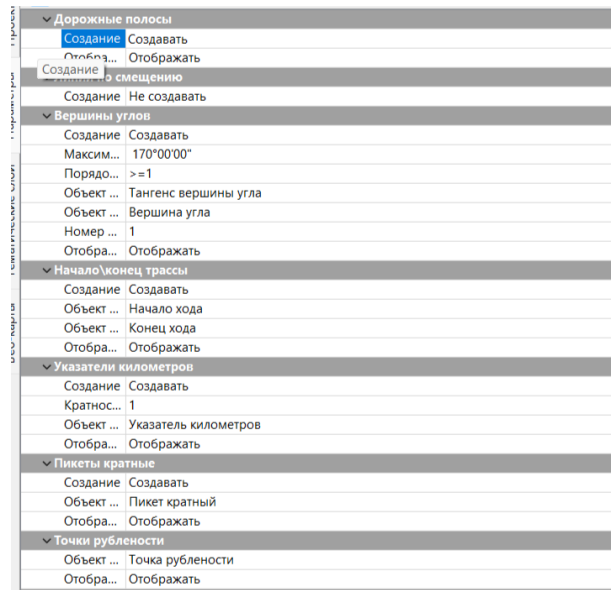 Дорожные полосы
Создание Создавать
Отобра... Отображать
Создание
о смещению
Создание Не создавать
Вершины углов
Создание Создавать
Максим... 170°00'00"
Порядо... >=1
Объект ... Тангенс вершины угла
Объект ... Вершина угла
Номер ... 1
Отобра... Отображать
Начало\конец трассы
Создание Создавать
Объект ... Начало хода
Объект ... Конец хода
Отобра... Отображать
Указатели километров
Создание Создавать
Кратнос... 1
Объект ... Указатель километров
Отобра... Отображать
Пикеты кратные
Создание Создавать
Объект ... Пикет кратный
Отобра... Отображать
Точки рублености
Объект ... Точка рублености
Отобра... Отображать